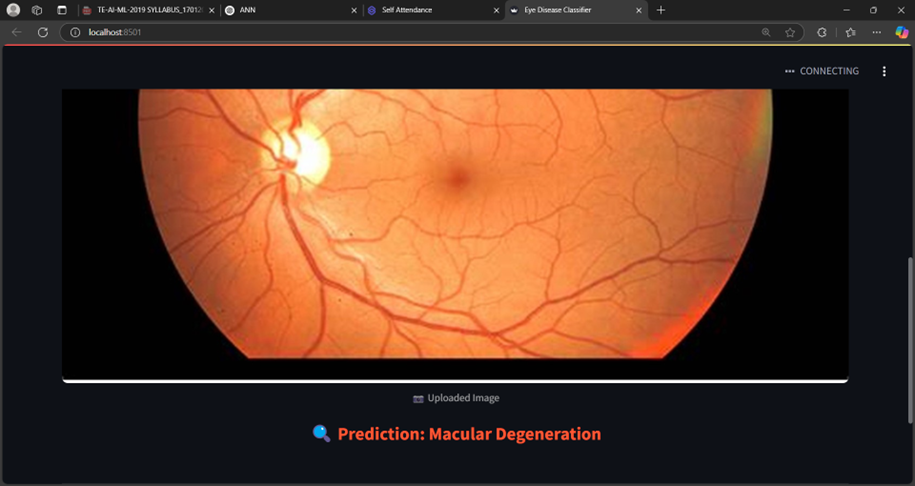 TE-AI-ML-2019 SYLLABUS_17012
ANN
Self Attendance
Eye Disease Classifier
localhost:8501
CONNECTING
Uploaded Image
Prediction: Macular Degeneration